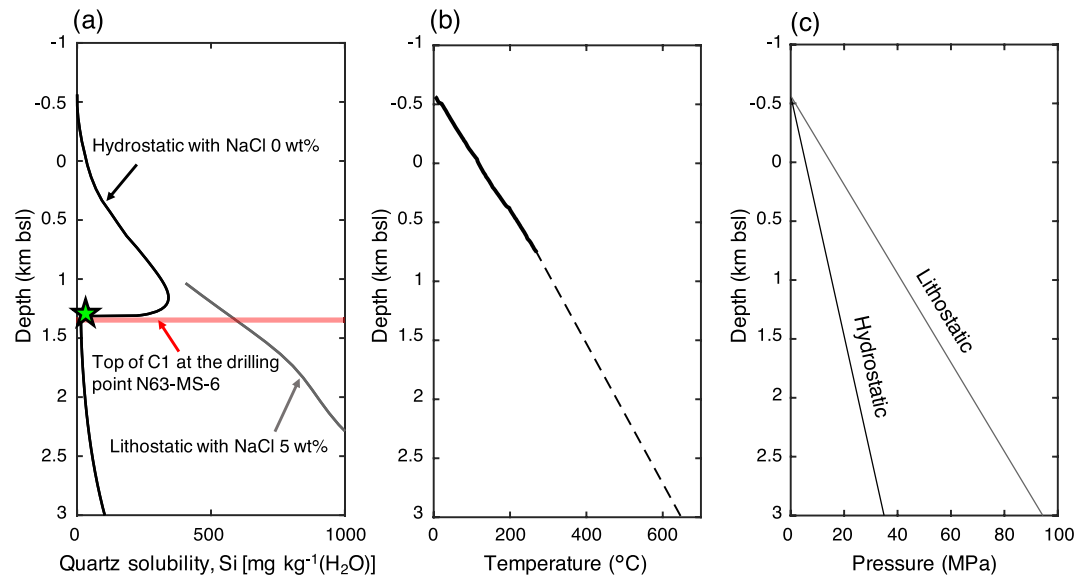 (a)
-1
-0.5
0
0.5
1
1.5
2
2.5
3
Depth (km bsl)
Hydrostatic with NaCl 0 wt%
Top of C1 at the drilling
point N63-MS-6
Lithostatic with NaCl 5 wt%
0
500
1000
Quartz solubility, Si [mg kg⁻¹(H₂O)]
(b)
-1
-0.5
0
0.5
1
1.5
2
2.5
3
Depth (km bsl)
0
200
400
600
Temperature (°C)
(c)
-1
-0.5
0
0.5
1
1.5
2
2.5
3
Depth (km bsl)
Lithostatic
Hydrostatic
0
20
40
60
80
100
Pressure (MPa)